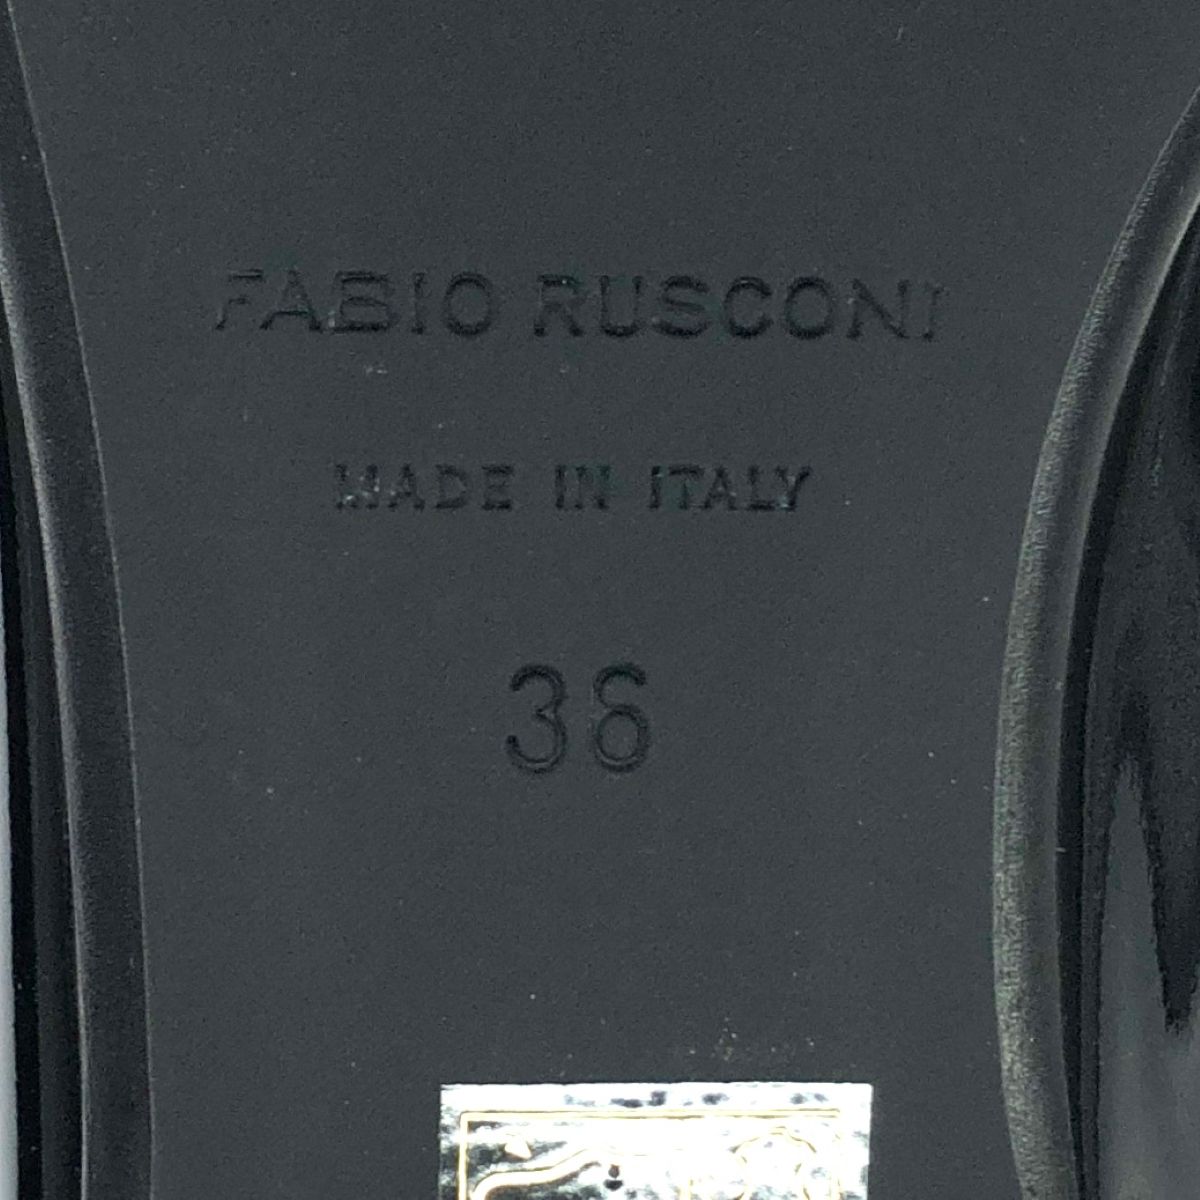 FABIO RUSCONI
MADE IN ITALY
36